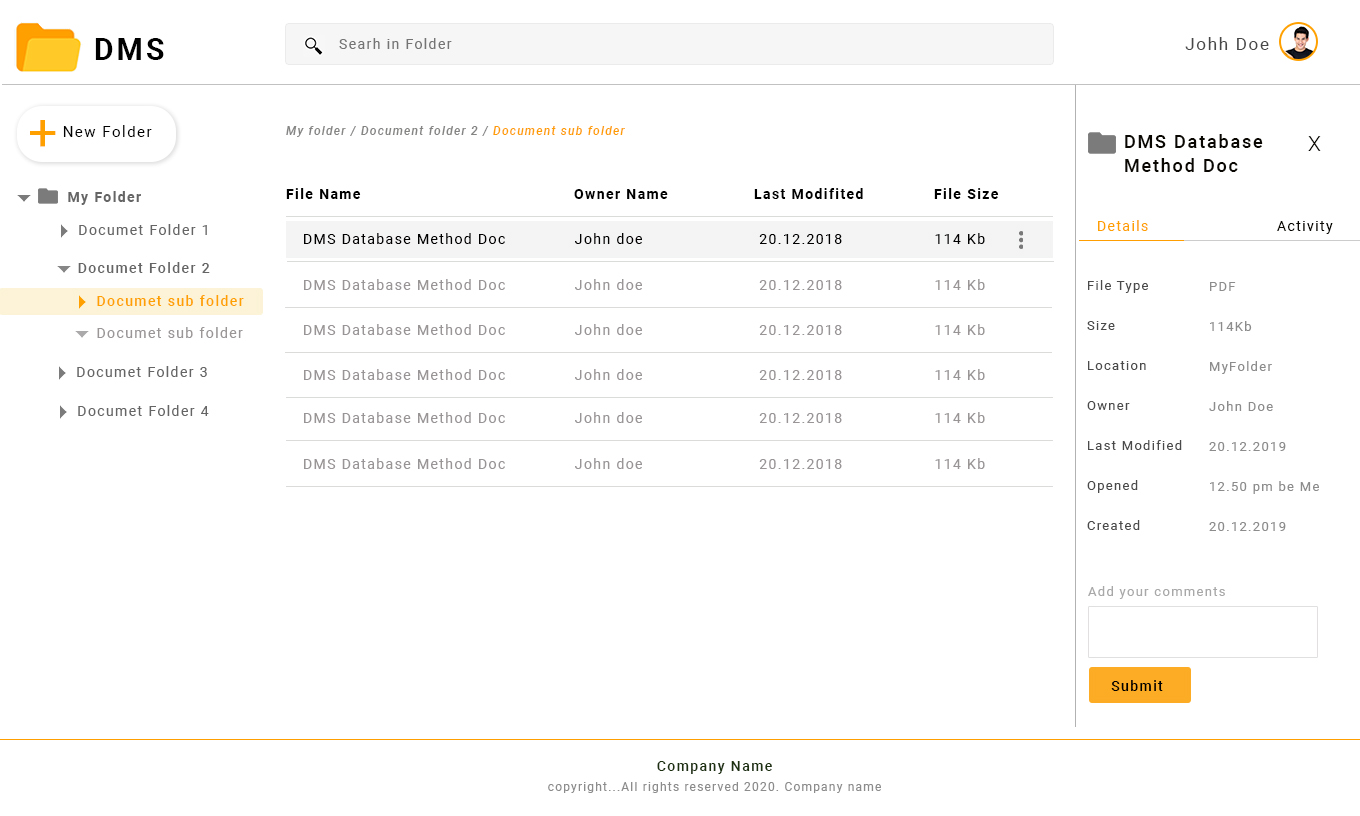 DMS
Searh in Folder
Johh Doe
New Folder
My Folder
Documet Folder 1
Documet Folder 2
Documet sub folder
Documet sub folder
Documet Folder 3
Documet Folder 4
My folder / Document folder 2 / Document sub folder
File Name Owner Name Last Modifited File Size
DMS Database Method Doc John doe 20.12.2018 114 Kb
DMS Database Method Doc John doe 20.12.2018 114 Kb
DMS Database Method Doc John doe 20.12.2018 114 Kb
DMS Database Method Doc John doe 20.12.2018 114 Kb
DMS Database Method Doc John doe 20.12.2018 114 Kb
DMS Database Method Doc John doe 20.12.2018 114 Kb
DMS Database X
Method Doc
Details Activity
File Type PDF
Size 114Kb
Location MyFolder
Owner John Doe
Last Modified 20.12.2019
Opened 12.50 pm be Me
Created 20.12.2019
Add your comments
Submit
Company Name
copyright...All rights reserved 2020. Company name